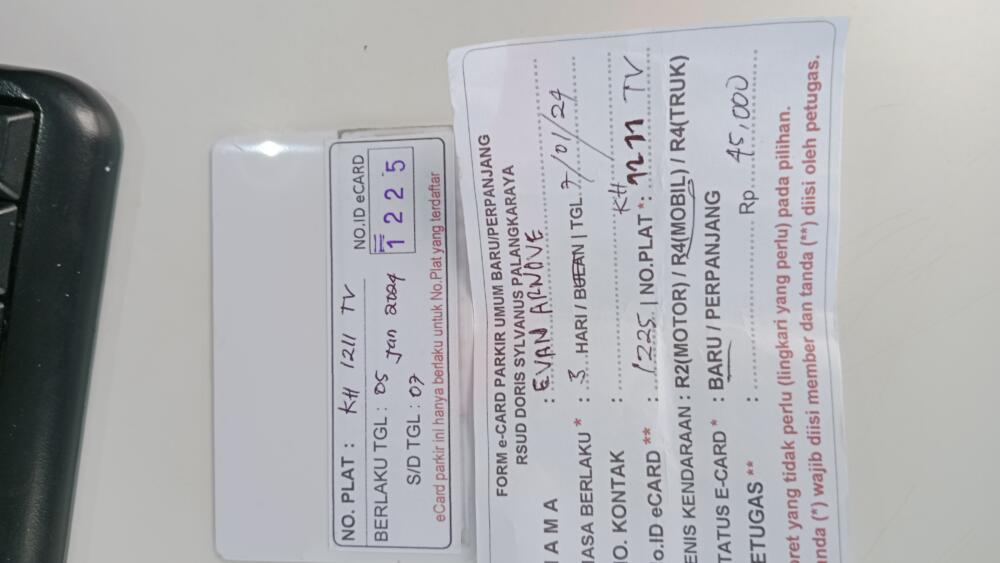 NO. PLAT : KH 1211 TV
BERLAKU TGL : 05
S/D TGL : 07 Jan 2024
NO.ID eCARD
1225
eCard parkir ini hanya berlaku untuk No.Plat yang terdaftar
FORM e-CARD PARKIR UMUM BARU/PERPANJANG
RSUD DORIS SYLVANUS PALANGKARAYA
AMA : EVAN ARNOVE
ASA BERLAKU * : 3 HARI / BULAN | TGL. 7/01/24
O. KONTAK :
o.ID eCARD ** : 1225 | NO.PLAT * : KH 1211 TV
ENIS KENDARAAN : R2(MOTOR) / R4(MOBIL) / R4(TRUK)
TATUS E-CARD * : BARU / PERPANJANG
ETUGAS ** : Rp. 45,000
oret yang tidak perlu (lingkari yang perlu) pada pilihan.
anda (*) wajib diisi member dan tanda (**) diisi oleh petugas.